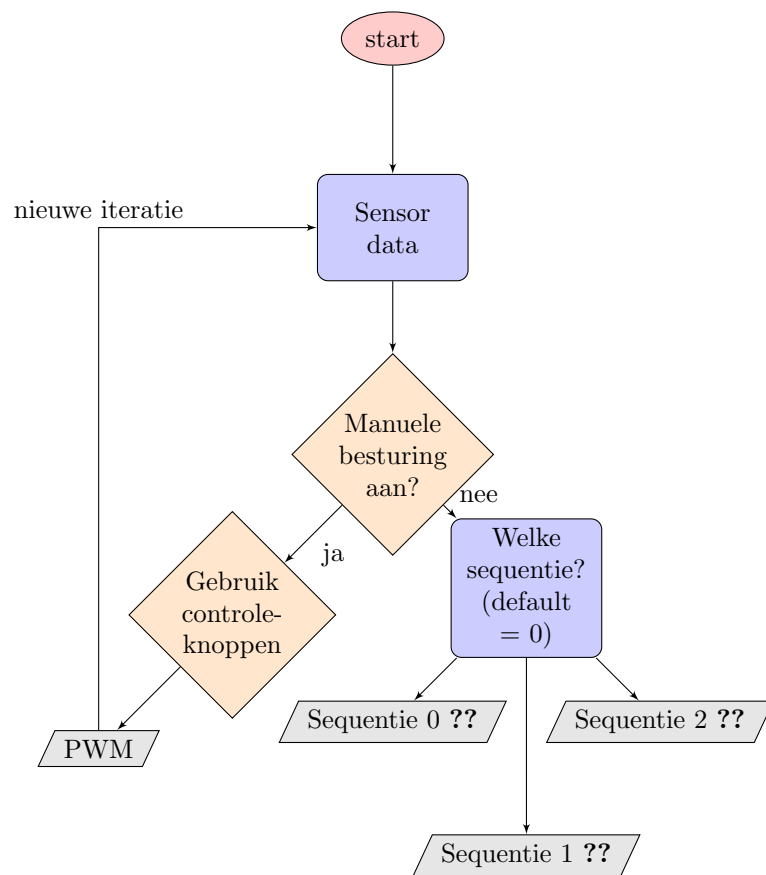 start
nieuwe iteratie
Sensor
data
Manuele
besturing
aan?
nee
ja
Welke
sequentie?
(default
= 0)
Gebruik
controle-
knoppen
Sequentie 0 ??
Sequentie 2 ??
PWM
Sequentie 1 ??